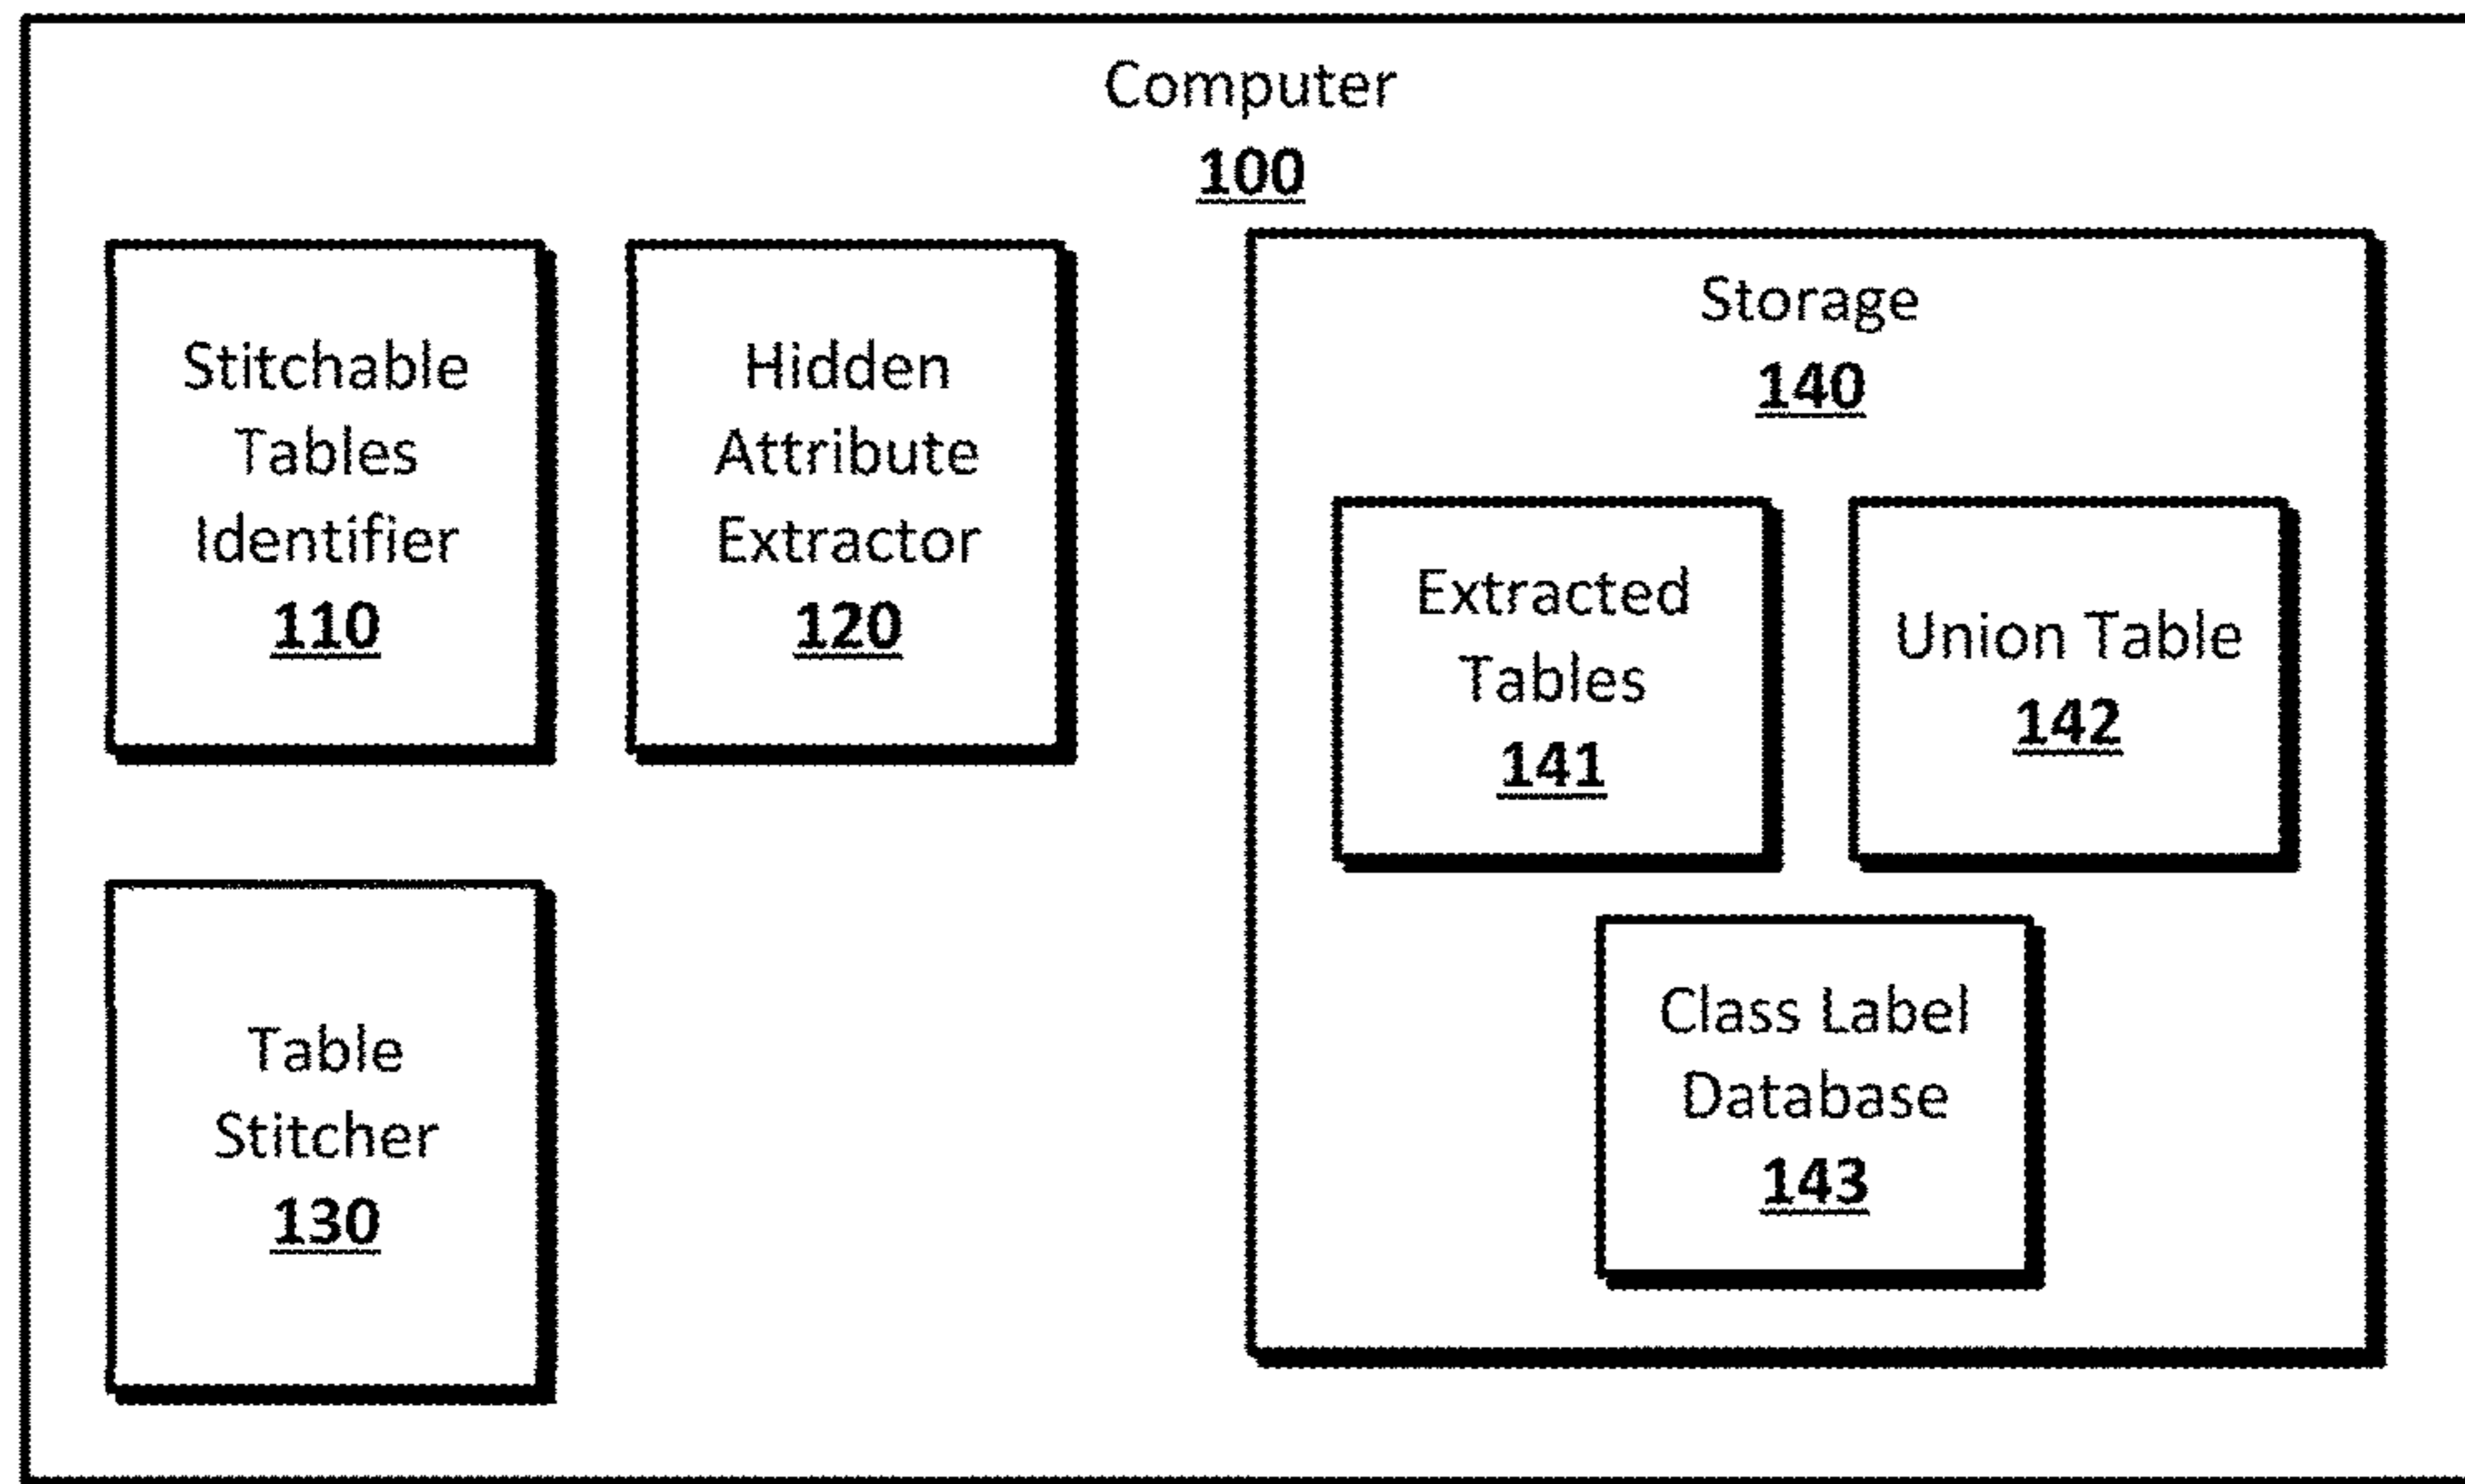 Computer
100
Stitchable
Tables
Identifier
110
Hidden
Attribute
Extractor
120
Table
Stitcher
130
Storage
140
Extracted
Tables
141
Union Table
142
Class Label
Database
143